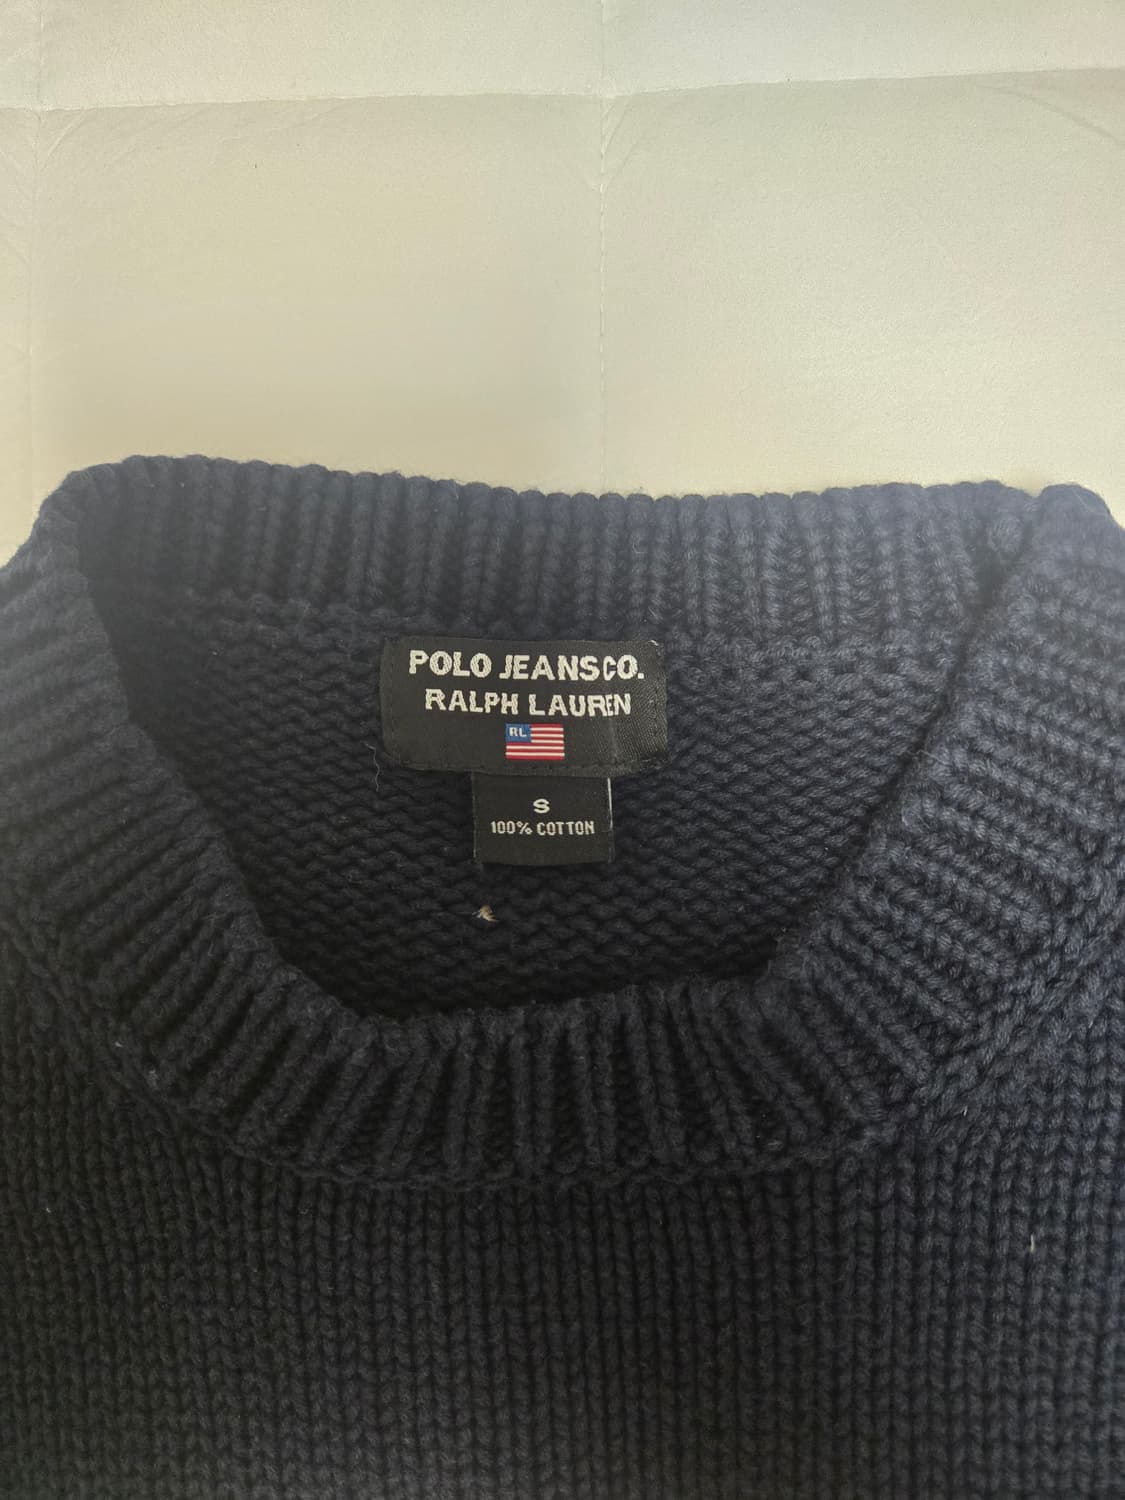 POLO JEANS CO.
RALPH LAUREN
RL
S
100% COTTON